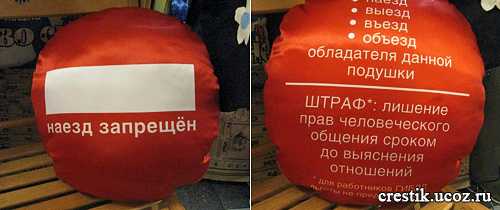 наезд запрещён
• наезд
• выезд
• въезд
• объезд
обладателя данной
подушки
ШТРАФ*: лишение
прав человеческого
общения сроком
до выяснения
отношений
* для работников ГИБДД
не
crestik.ucoz.ru